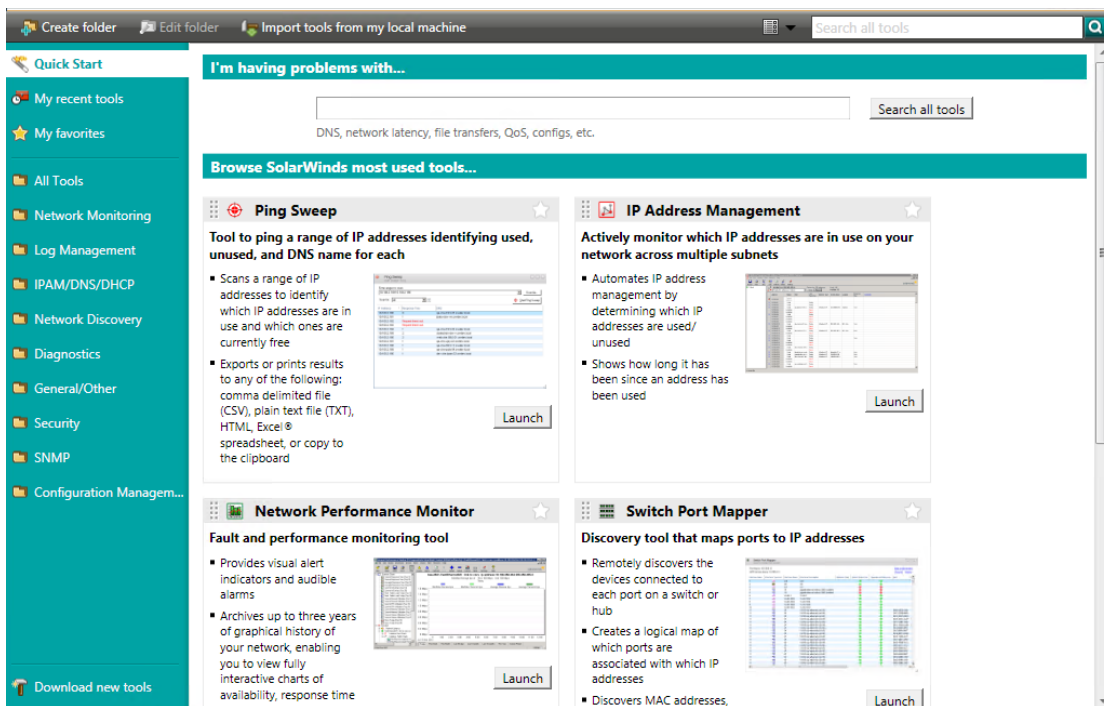 Create folder
Edit folder
Import tools from my local machine
Search all tools
Quick Start
My recent tools
My favorites
All Tools
Network Monitoring
Log Management
IPAM/DNS/DHCP
Network Discovery
Diagnostics
General/Other
Security
SNMP
Configuration Managem...
Download new tools
I'm having problems with...
Search all tools
DNS, network latency, file transfers, QoS, configs, etc.
Browse SolarWinds most used tools...
Ping Sweep
Tool to ping a range of IP addresses identifying used,
unused, and DNS name for each
Scans a range of IP
addresses to identify
which IP addresses are in
use and which ones are
currently free
Exports or prints results
to any of the following:
comma delimited file
(CSV), plain text file (TXT),
HTML, Excel®
spreadsheet, or copy to
the clipboard
Launch
IP Address Management
Actively monitor which IP addresses are in use on your
network across multiple subnets
Automates IP address
management by
determining which IP
addresses are used/
unused
Shows how long it has
been since an address has
been used
Launch
Network Performance Monitor
Fault and performance monitoring tool
Provides visual alert
indicators and audible
alarms
Archives up to three years
of graphical history of
your network, enabling
you to view fully
interactive charts of
availability, response time
Launch
Switch Port Mapper
Discovery tool that maps ports to IP addresses
Remotely discovers the
devices connected to
each port on a switch or
hub
Creates a logical map of
which ports are
associated with which IP
addresses
Discovers MAC addresses,
Launch